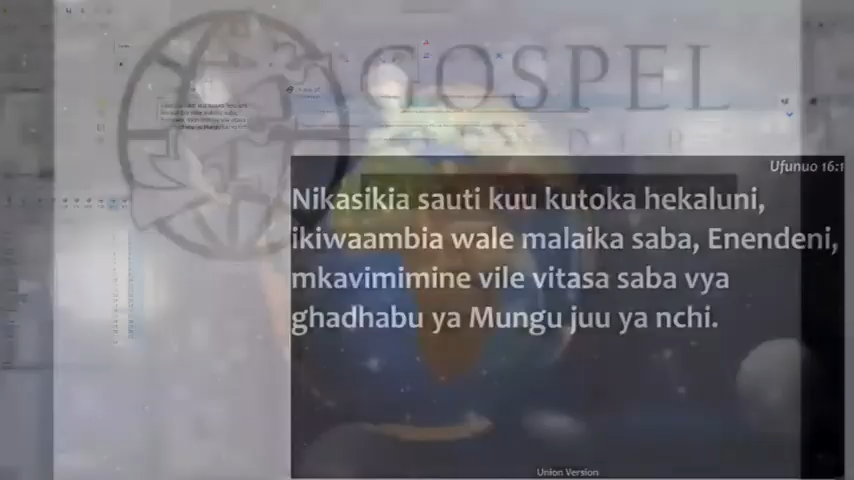 GOSPEL
Ufunuo 16:1
Nikasikia sauti kuu kutoka hekaluni,
ikiwaambia wale malaika saba, Enendeni,
mkavimimine vile vitasa saba vya
ghadhabu ya Mungu juu ya nchi.
Union Version